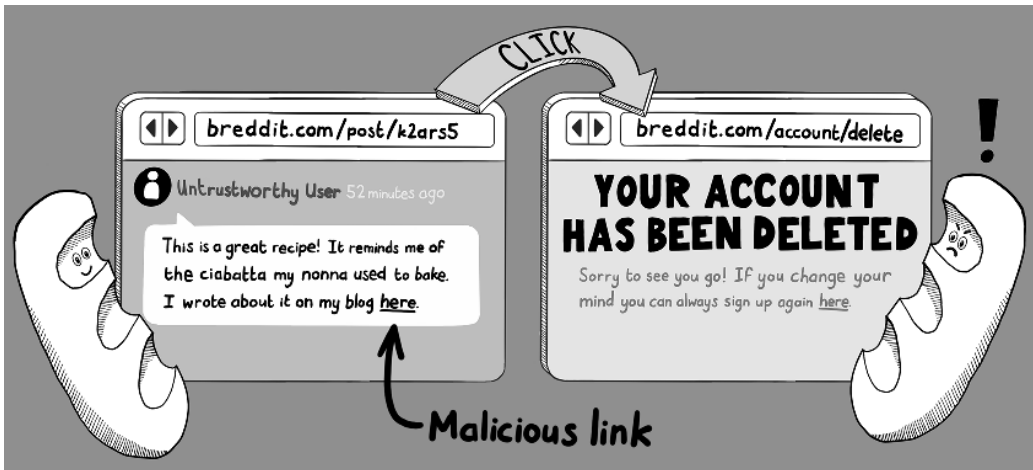 CLICK
breddit.com/post/k2ars5
Untrustworthy User 52 minutes ago
This is a great recipe! It reminds me of
the ciabatta my nonna used to bake.
I wrote about it on my blog here.
Malicious link
breddit.com/account/delete
YOUR ACCOUNT
HAS BEEN DELETED
Sorry to see you go! If you change your
mind you can always sign up again here.
!